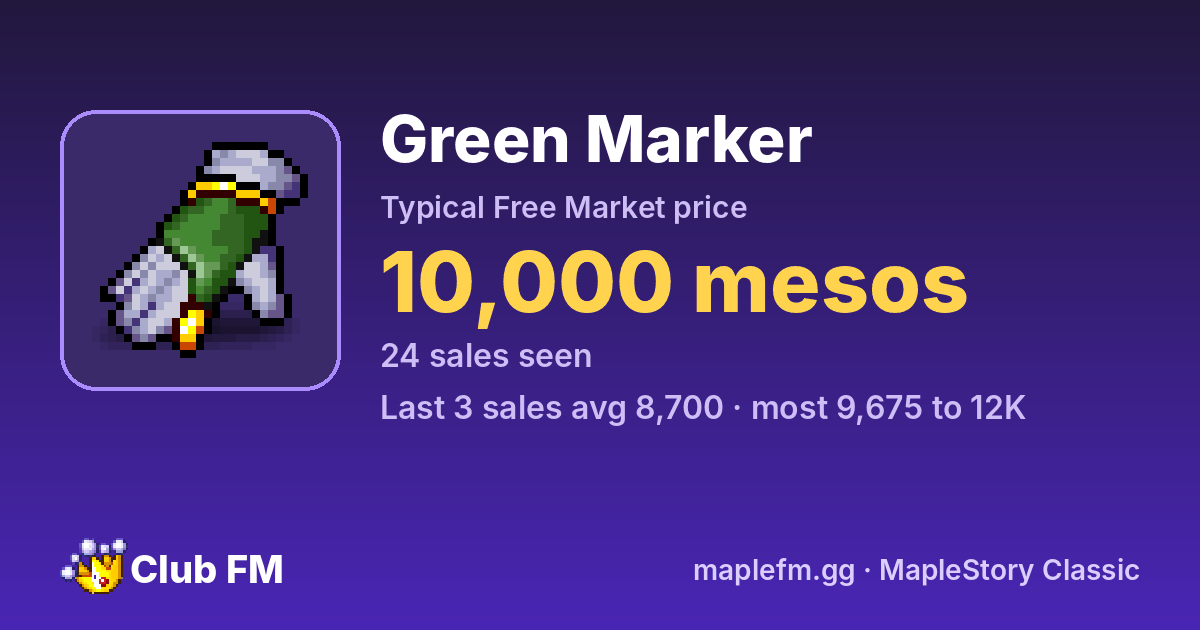 Green Marker
Typical Free Market price
10,000 mesos
24 sales seen
Last 3 sales avg 8,700 · most 9,675 to 12K
Club FM
maplefm.gg · MapleStory Classic